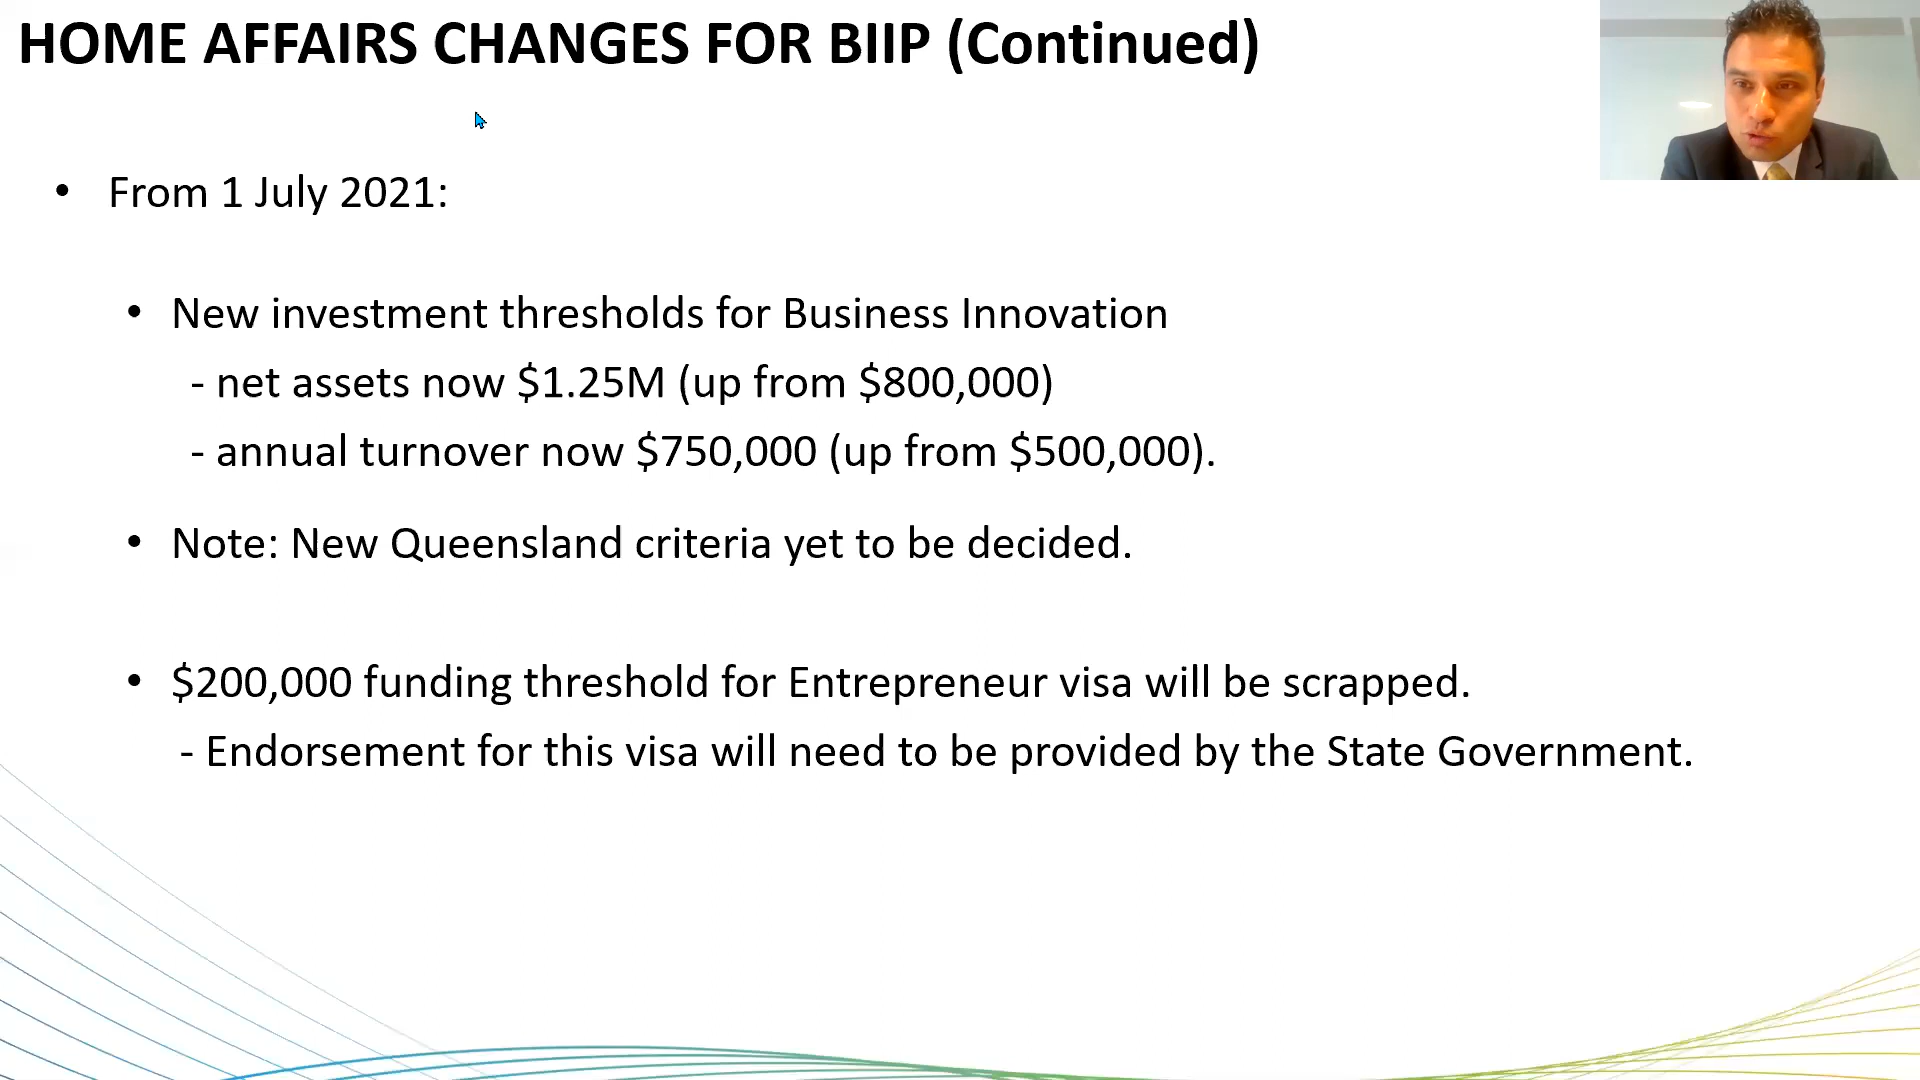 HOME AFFAIRS CHANGES FOR BIIP (Continued)
• From 1 July 2021:
• New investment thresholds for Business Innovation
- net assets now $1.25M (up from $800,000)
- annual turnover now $750,000 (up from $500,000).
• Note: New Queensland criteria yet to be decided.
• $200,000 funding threshold for Entrepreneur visa will be scrapped.
- Endorsement for this visa will need to be provided by the State Government.